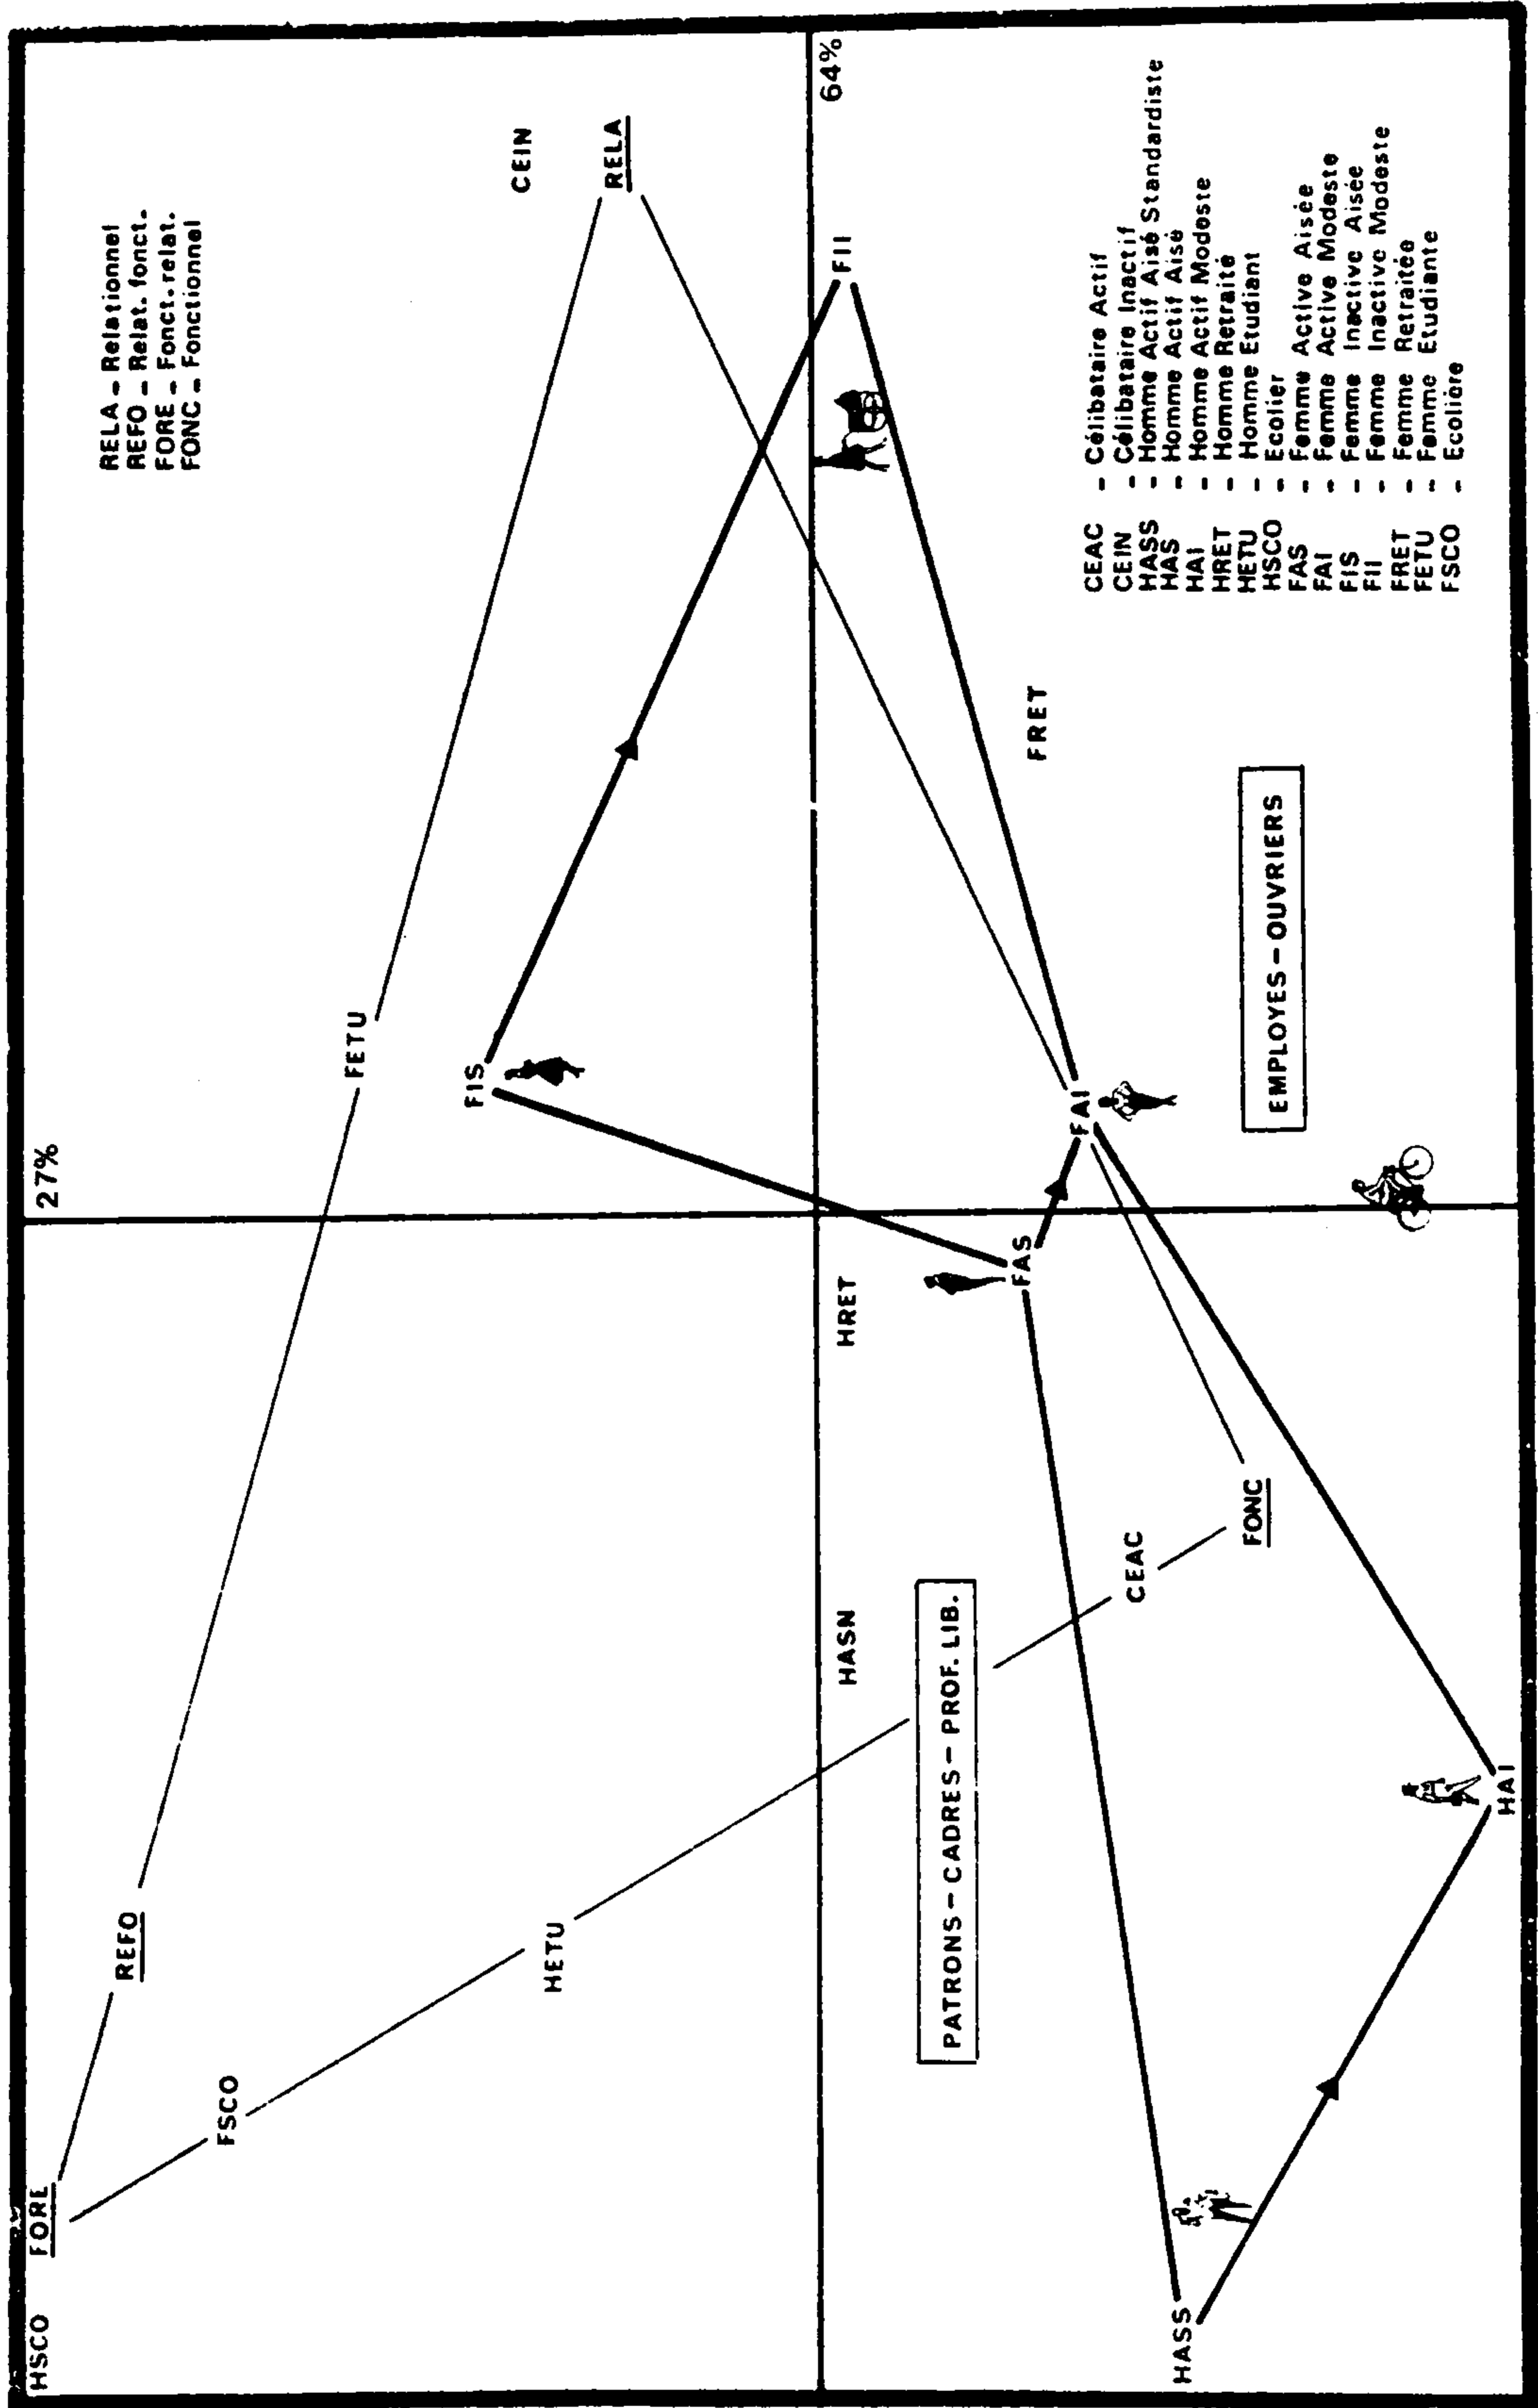 HSCO FORE 27%
RELA - Relationnel
REFO - Relat. fonct.
FORE - Fonct. relat.
FONC - Fonctionnel
REFO
FSCO
FETU
FIS
CEIN
HETU
RELA
64%
FII
HASN
HRET
PATRONS - CADRES - PROF. LIB.
FAS
FRET
FAI
CEAC
HASS
FONC
EMPLOYES - OUVRIERS
HAI
CEAC - Célibataire Actif
CEIN - Célibataire Inactif
HASS - Homme Actif Aisé Standardiste
HAS - Homme Actif Aisé
HAI - Homme Actif Modeste
HRET - Homme Retraité
HETU - Homme Etudiant
HSCO - Ecolier
FAS - Femme Active Aisée
FAI - Femme Active Modeste
FIS - Femme Inactive Aisée
FII - Femme Inactive Modeste
FRET - Femme Retraitée
FETU - Femme Etudiante
FSCO - Ecolière